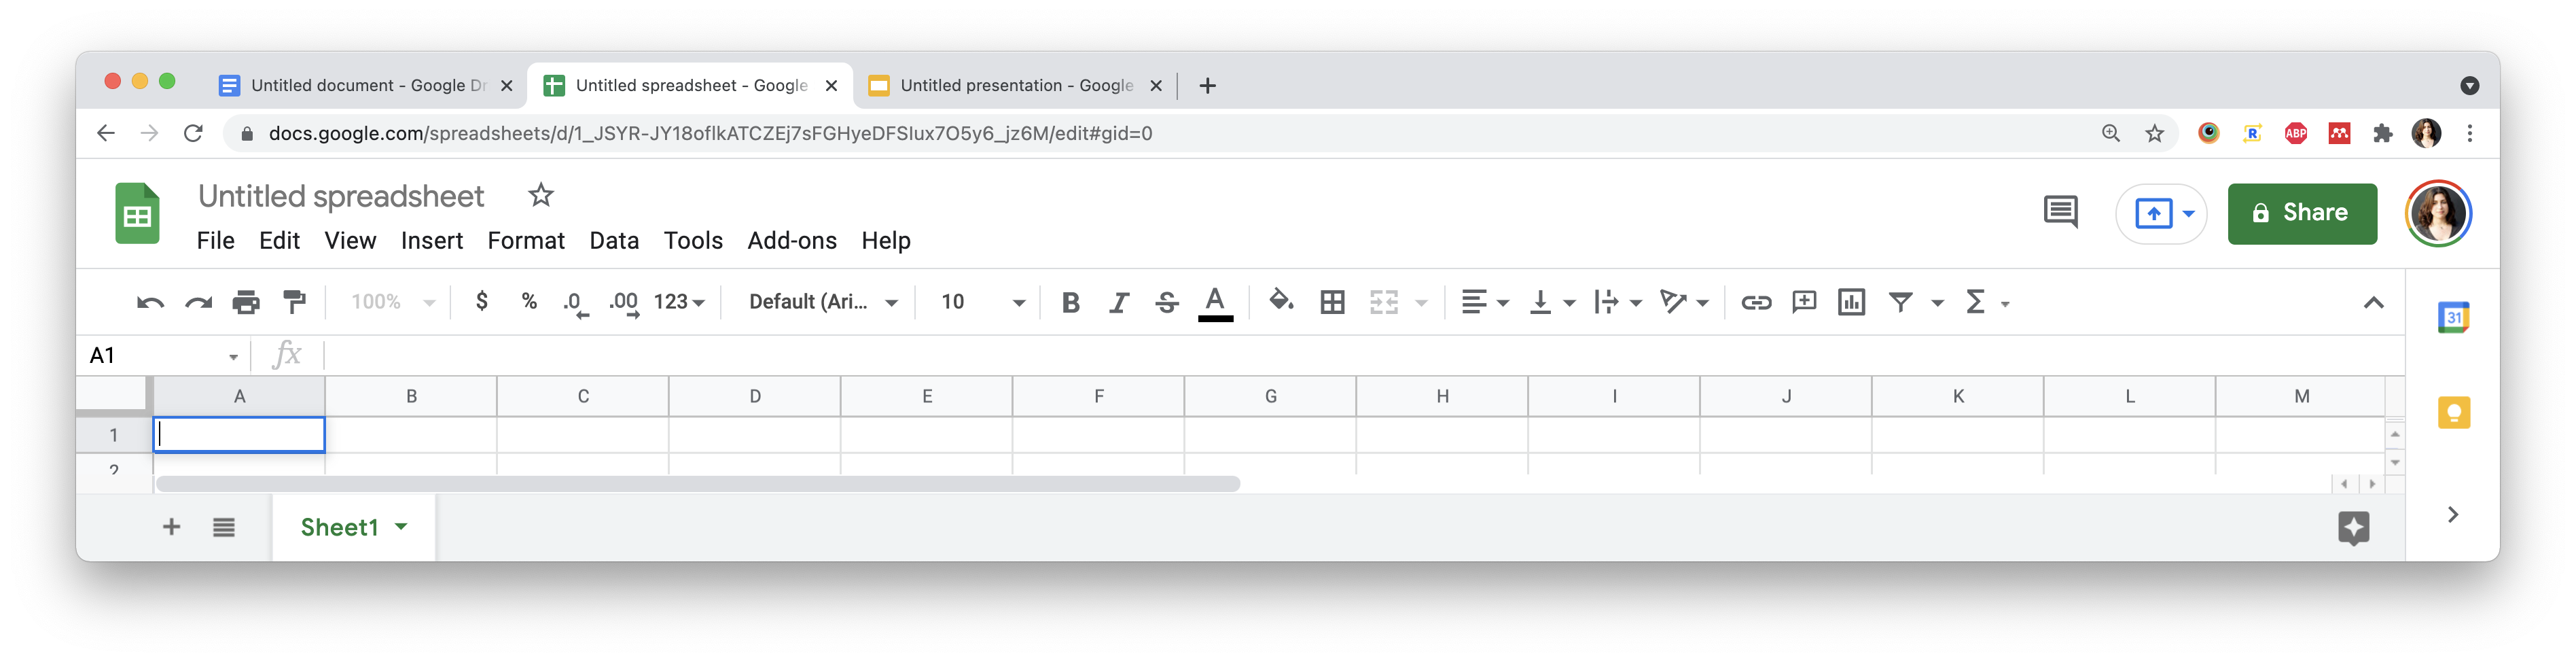 Untitled document - Google Dr
Untitled spreadsheet - Google
Untitled presentation - Google
docs.google.com/spreadsheets/d/1_JSYR-JY18oflkATCZEj7sFGHyeDFSlux7O5y6_jz6M/edit#gid=0
R
ABP
Untitled spreadsheet
Share
File Edit View Insert Format Data Tools Add-ons Help
100% $ % .0 .00 123 Default (Ari... 10 B I S A Σ
31
A1 fx
A B C D E F G H I J K L M
1
2
Sheet1